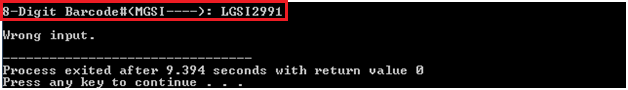 8-Digit Barcode#(MGSI----): LGSI2991
Wrong input.
--------------------------------
Process exited after 9.394 seconds with return value 0
Press any key to continue . . .